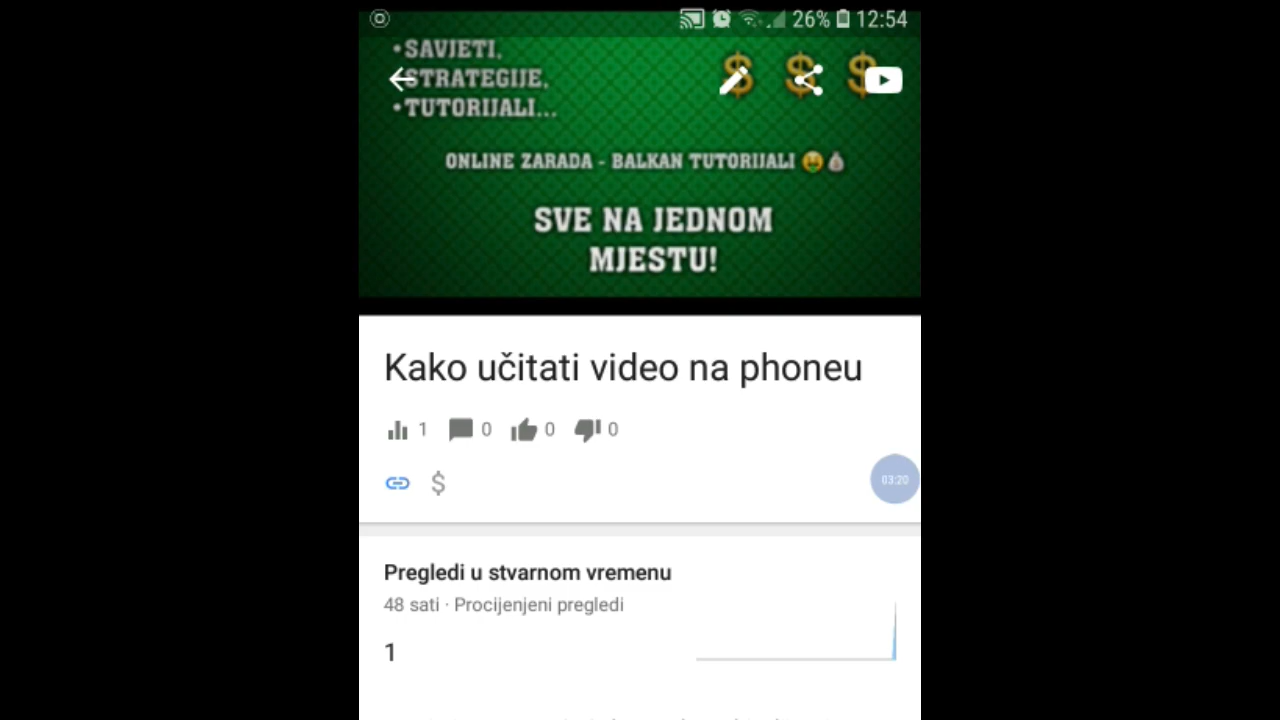 26% 12:54
•SAVJETI,
•STRATEGIJE,
•TUTORIJALI...
ONLINE ZARADA - BALKAN TUTORIJALI 🤑💰
SVE NA JEDNOM
MJESTU!
Kako učitati video na phoneu
1 0 0 0
$
03:20
Pregledi u stvarnom vremenu
48 sati · Procijenjeni pregledi
1